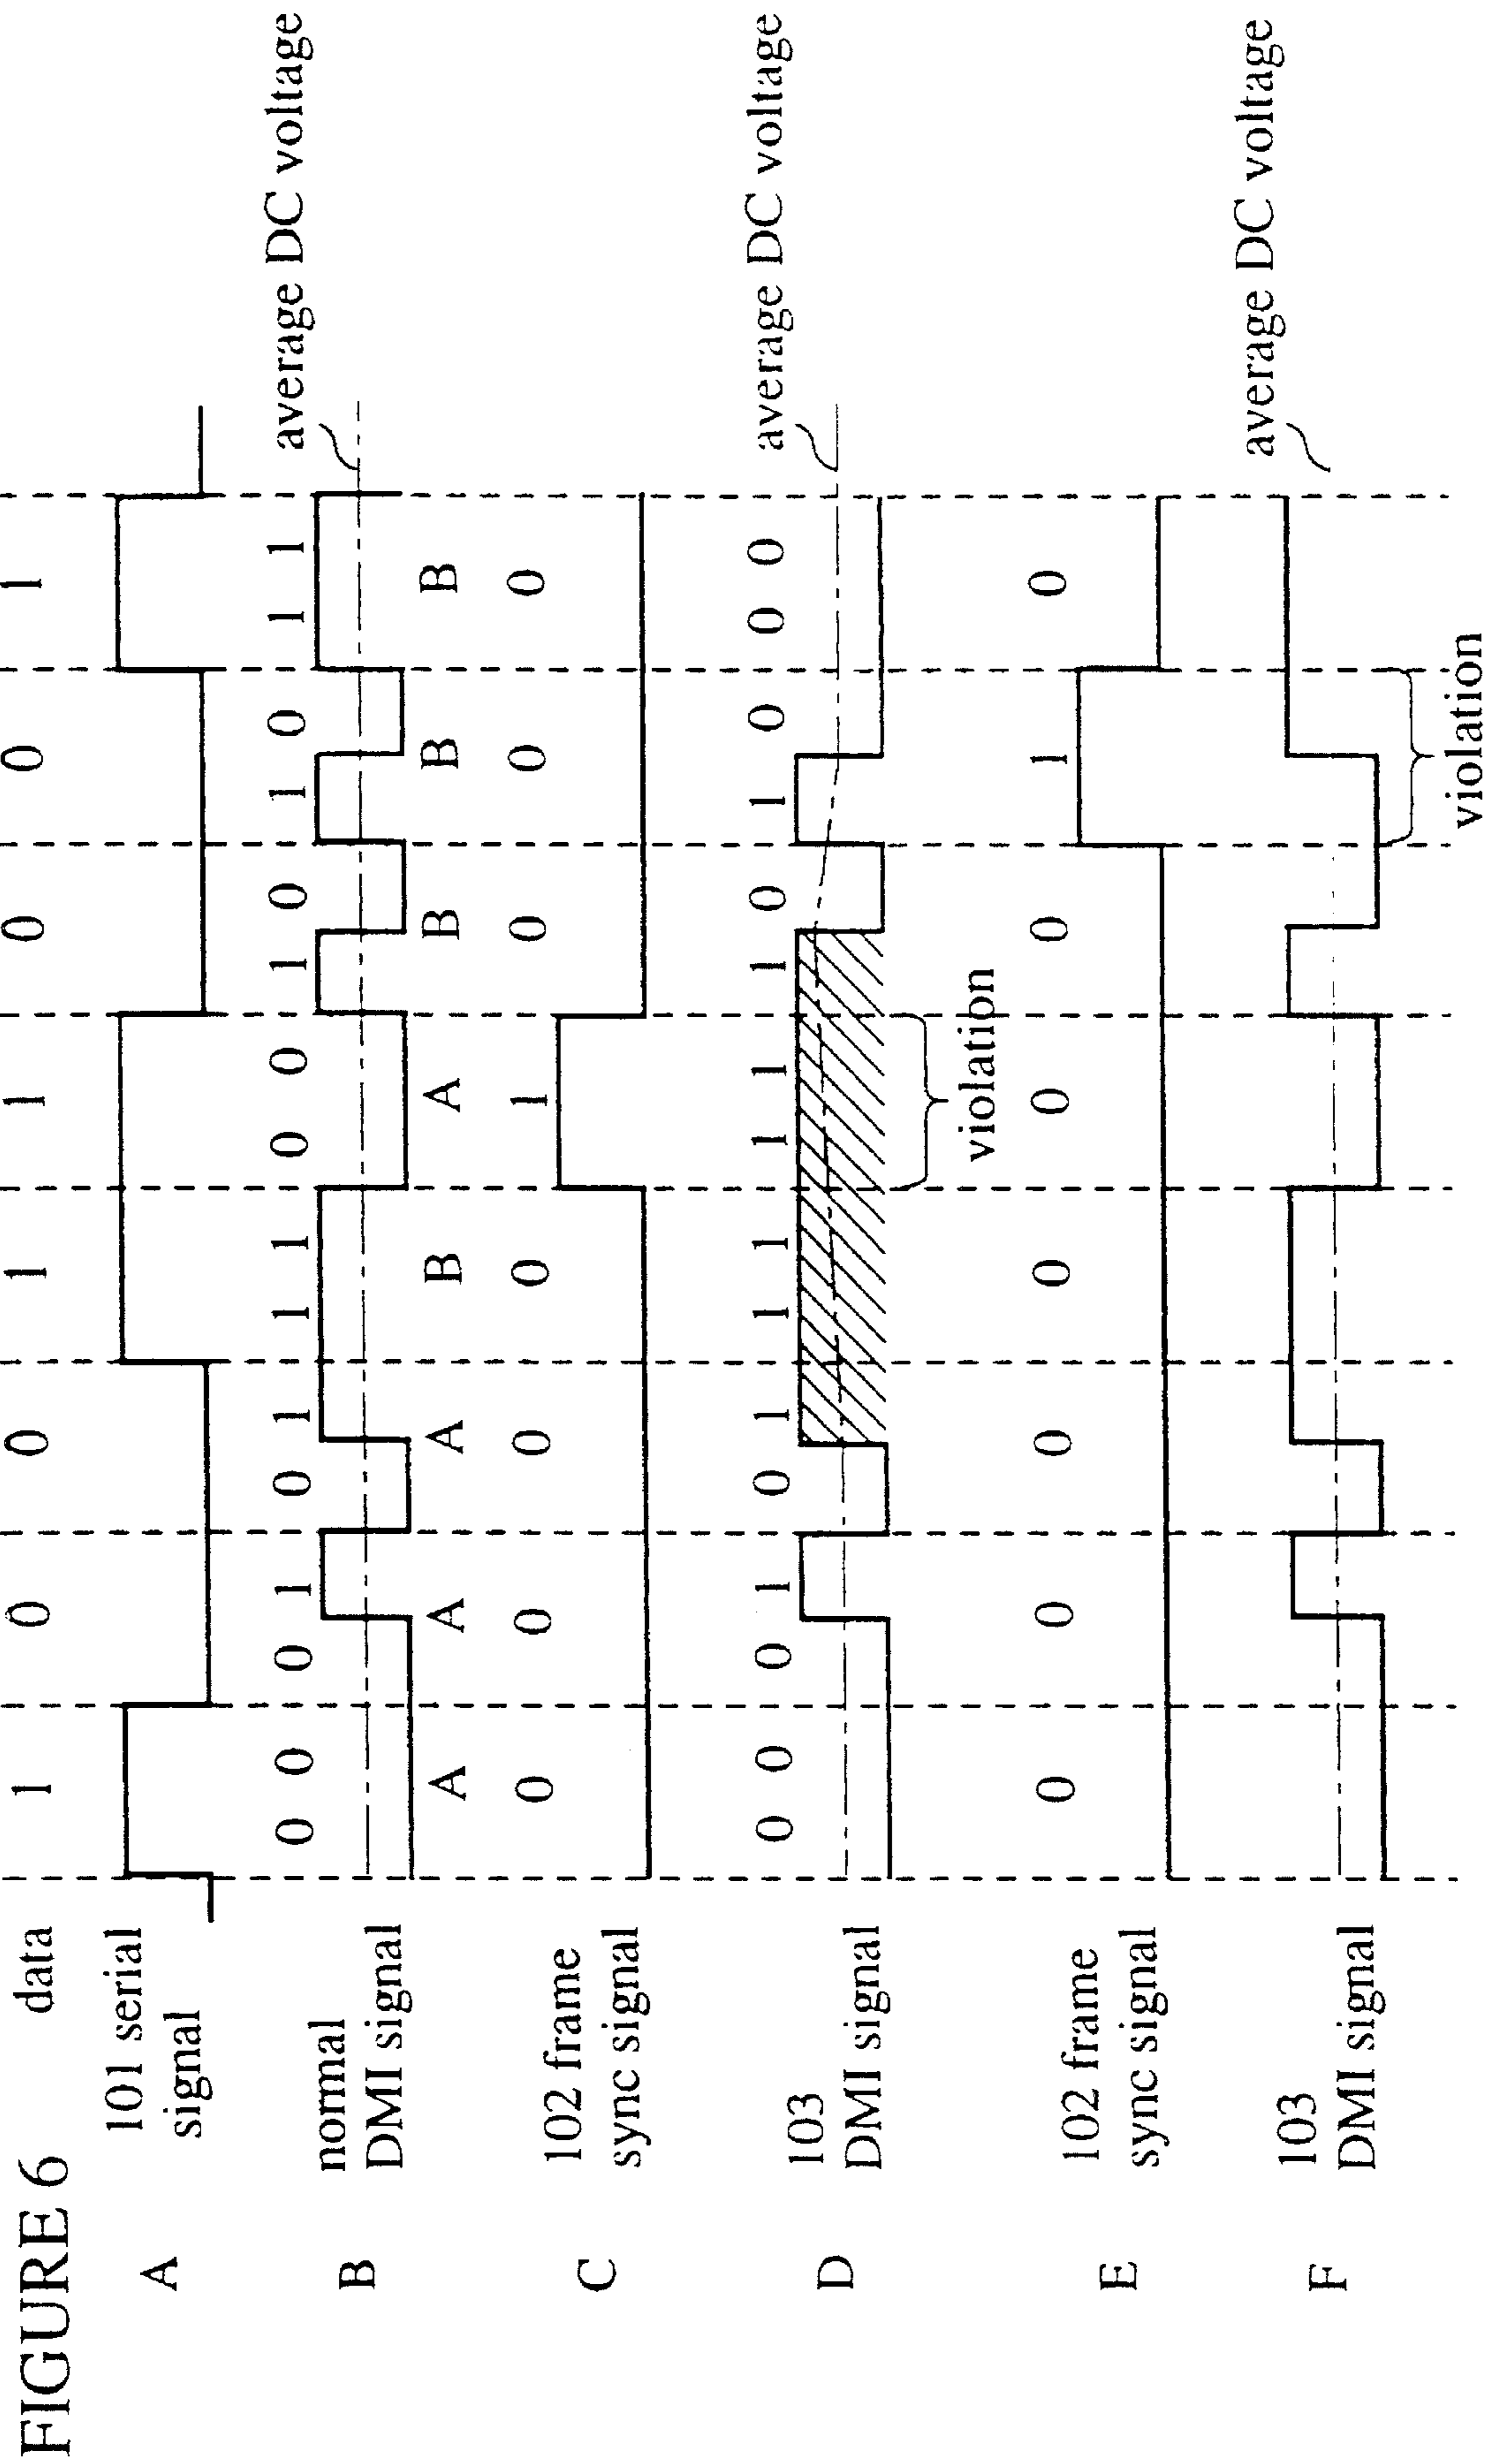 FIGURE 6
data 1 0 0 1 1 0 0 1
A
101 serial
signal
B
normal
DMI signal
0 0 0 1 0 1 1 1 0 0 1 0 1 0 1 1
average DC voltage
A A A B A B B B
C
102 frame
sync signal
0 0 0 0 1 0 0 0
D
103
DMI signal
0 0 0 1 0 1 1 1 1 1 1 0 1 0 0 0
average DC voltage
violation
E
102 frame
sync signal
0 0 0 0 0 0 1 0
F
103
DMI signal
average DC voltage
violation